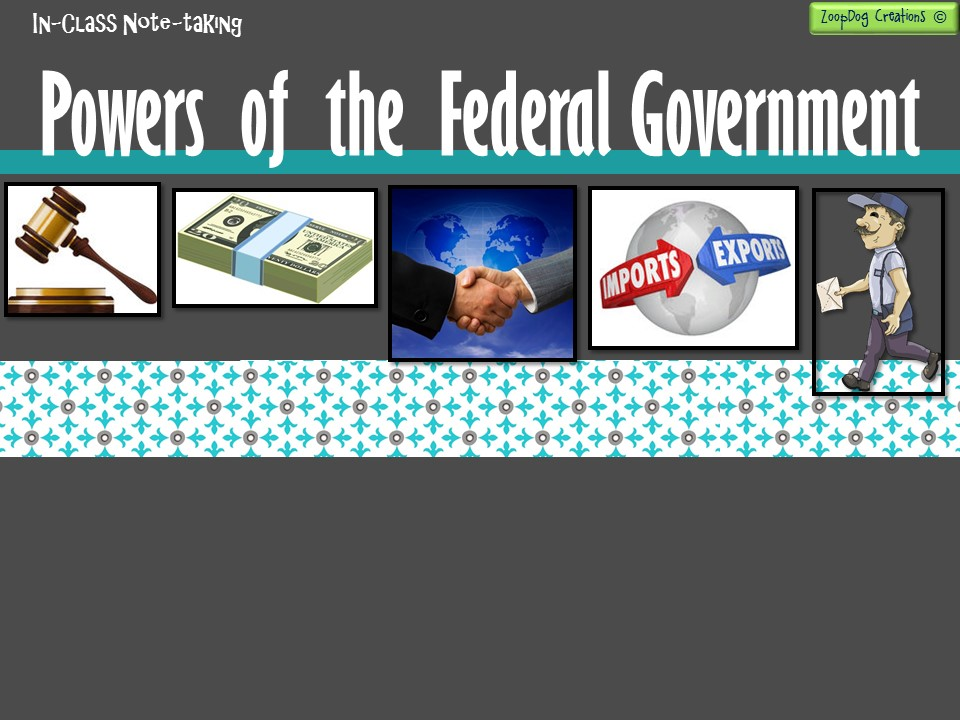 In-Class Note-taking
ZoopDog Creations ©
Powers of the Federal Government
IMPORTS
EXPORTS